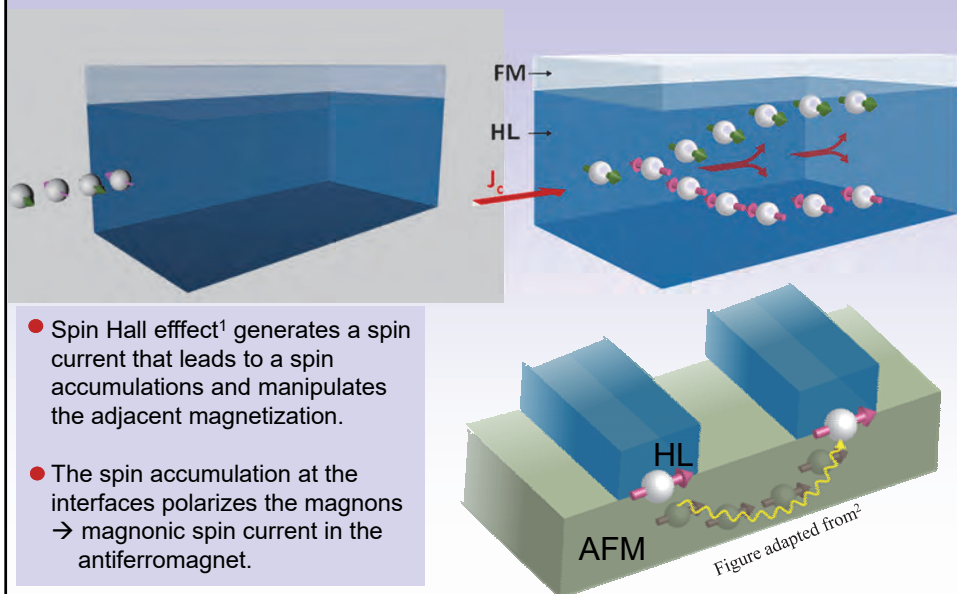 FM →
HL →
J_c
● Spin Hall efffect¹ generates a spin
current that leads to a spin
accumulations and manipulates
the adjacent magnetization.
● The spin accumulation at the
interfaces polarizes the magnons
→ magnonic spin current in the
antiferromagnet.
HL
AFM
Figure adapted from²